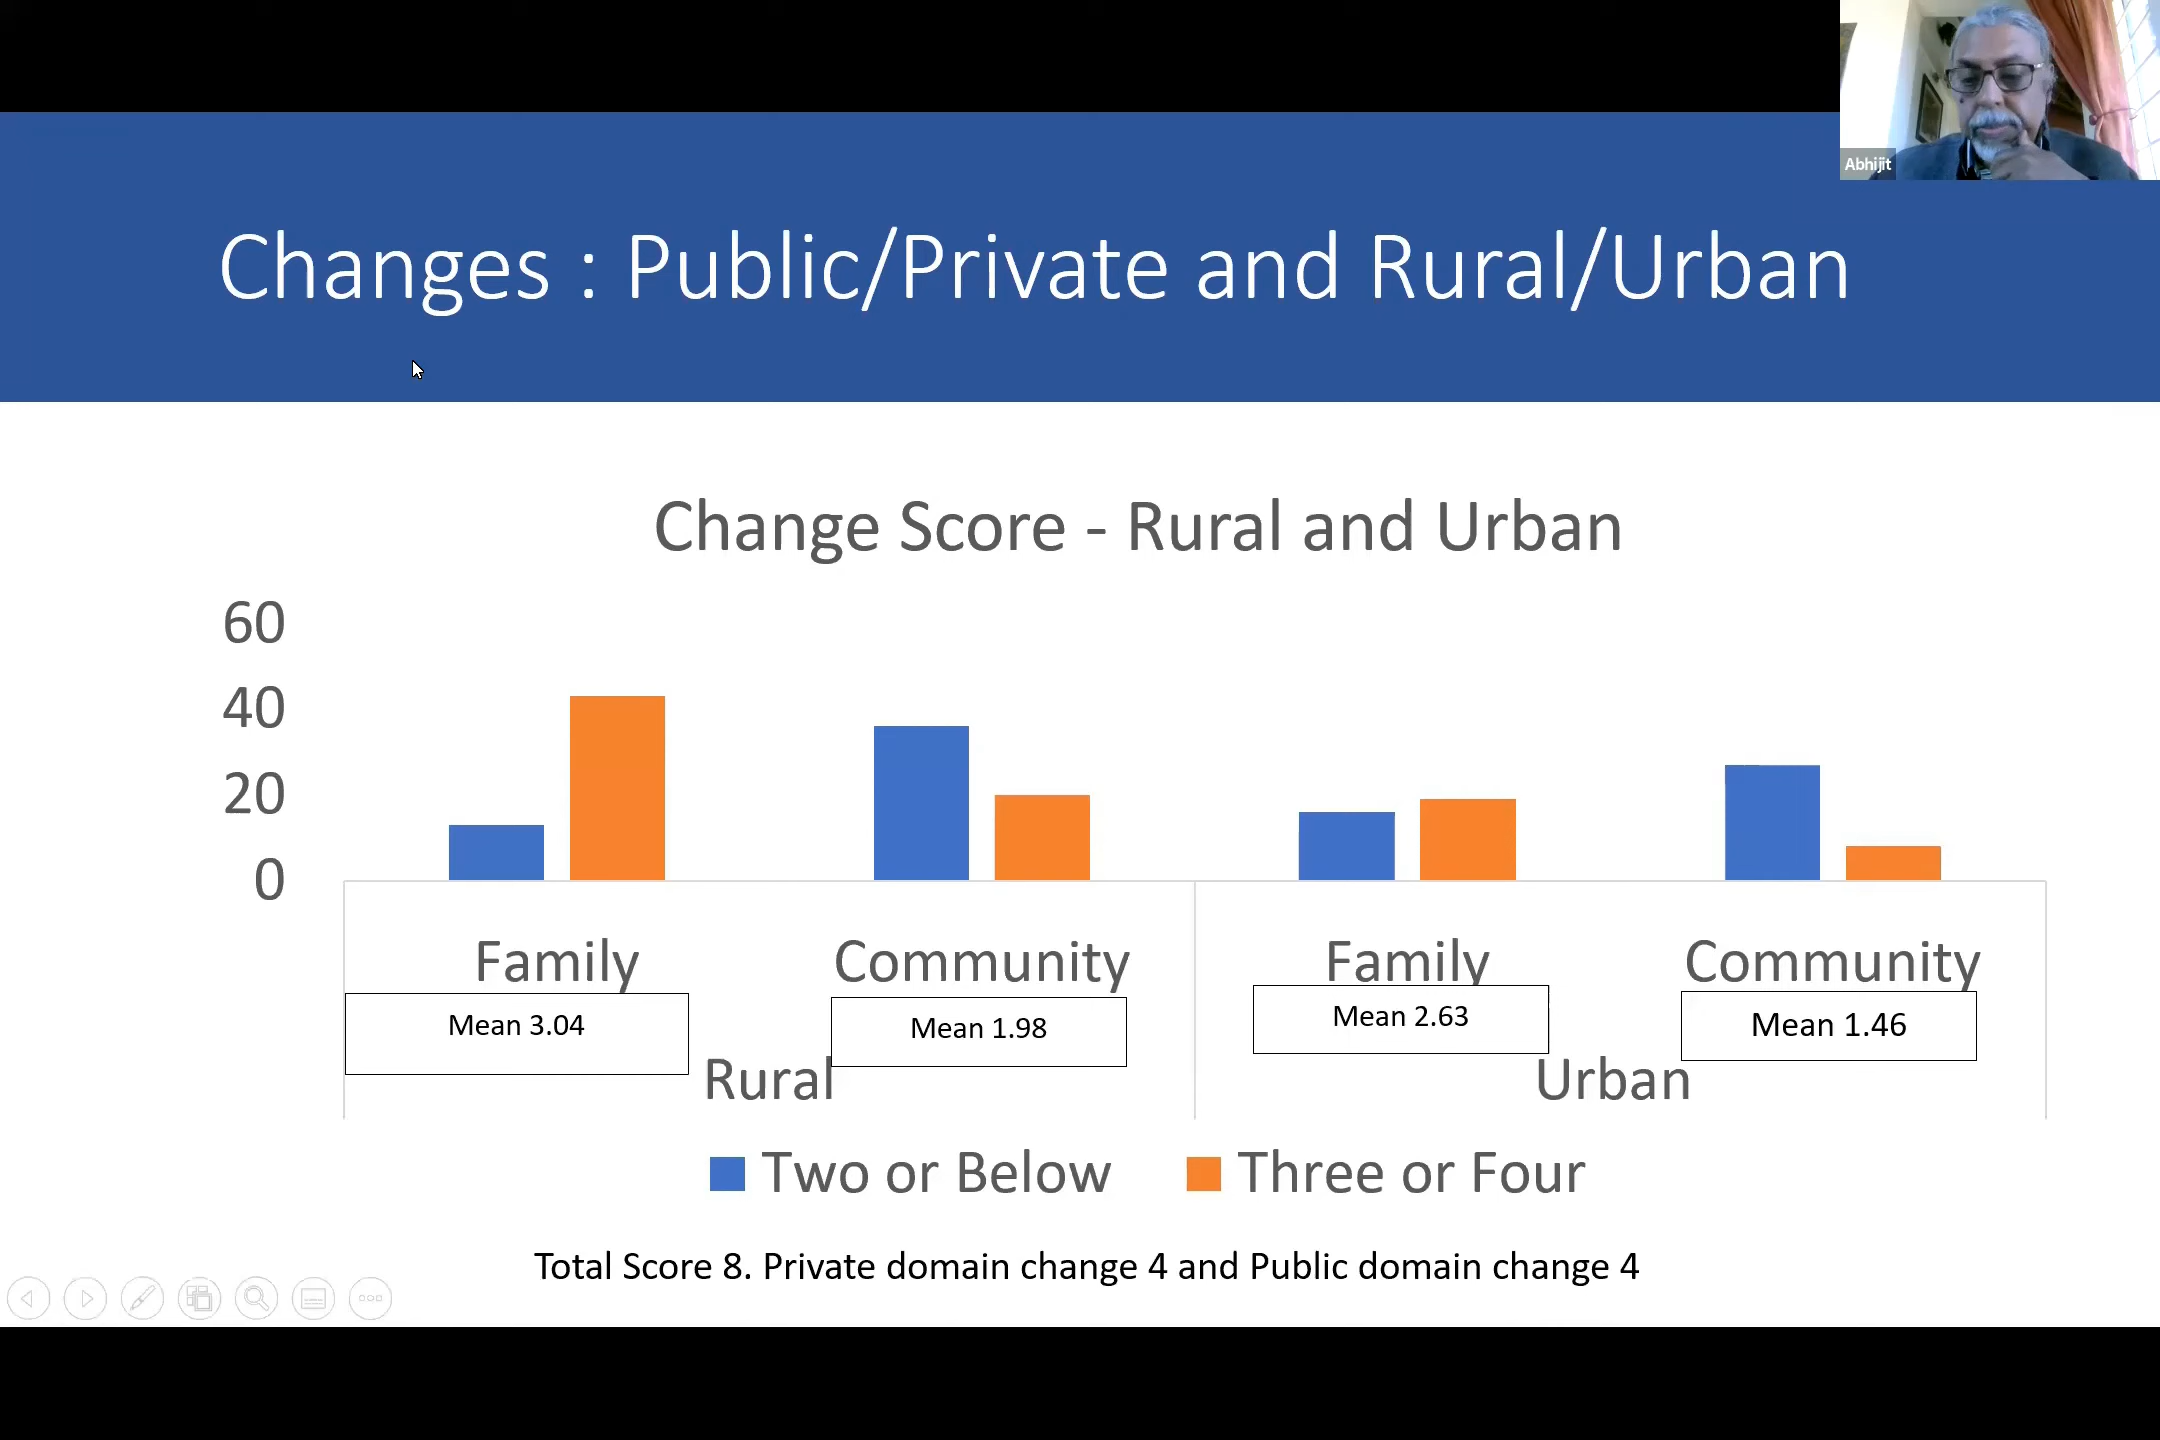 Abhijit
Changes : Public/Private and Rural/Urban
Change Score - Rural and Urban
60
40
20
0
Family
Community
Family
Community
Mean 3.04
Mean 1.98
Mean 2.63
Mean 1.46
Rural
Urban
Two or Below
Three or Four
Total Score 8. Private domain change 4 and Public domain change 4